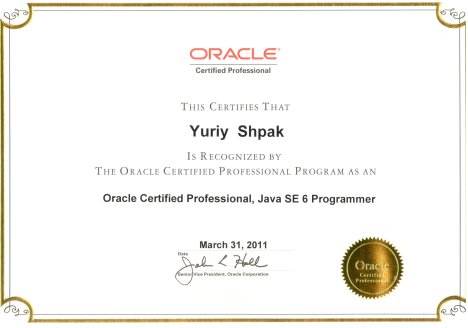 ORACLE®
Certified Professional
THIS CERTIFIES THAT
Yuriy Shpak
IS RECOGNIZED BY
THE ORACLE CERTIFIED PROFESSIONAL PROGRAM AS AN
Oracle Certified Professional, Java SE 6 Programmer
March 31, 2011
Date
John L Hall
Senior Vice President, Oracle Corporation
Oracle
Certified
Professional